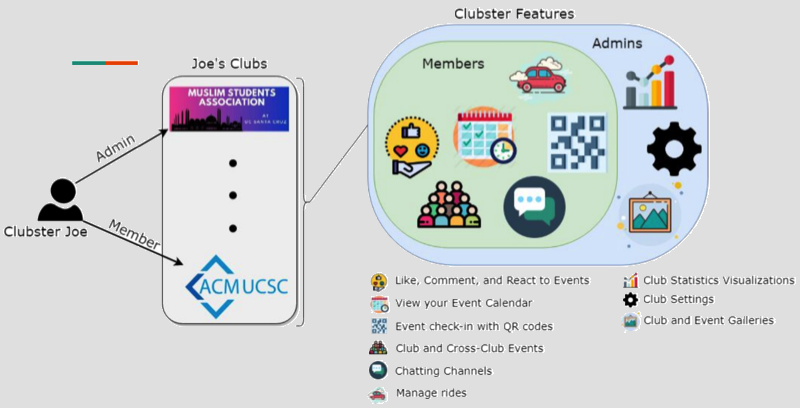 Clubster Features
Joe's Clubs
Members
Admins
MUSLIM STUDENTS
ASSOCIATION
AT
UC SANTA CRUZ
Admin
Clubster Joe
Member
ACMUCSC
Like, Comment, and React to Events
View your Event Calendar
Event check-in with QR codes
Club and Cross-Club Events
Chatting Channels
Manage rides
Club Statistics Visualizations
Club Settings
Club and Event Galleries